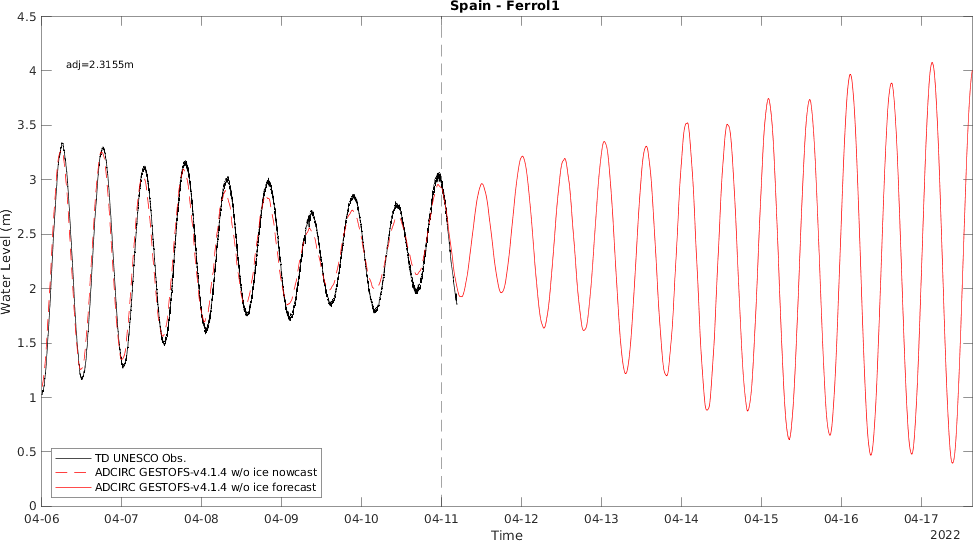 Spain - Ferrol1
4.5
4
3.5
3
2.5
2
1.5
1
0.5
0
Water Level (m)
adj=2.3155m
TD UNESCO Obs.
ADCIRC GESTOFS-v4.1.4 w/o ice nowcast
ADCIRC GESTOFS-v4.1.4 w/o ice forecast
04-06 04-07 04-08 04-09 04-10 04-11 04-12 04-13 04-14 04-15 04-16 04-17
Time
2022